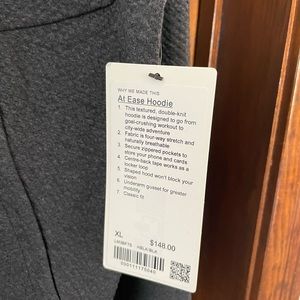 WHY WE MADE THIS
At Ease Hoodie
1. This textured, double-knit
hoodie is designed to go from
goal-crushing workout to
city-wide adventure
2. Fabric is four-way stretch and
naturally breathable
3. Secure zippered pockets to
store your phone and cards
4. Centre-back tape works as a
locker loop
5. Shaped hood won't block your
vision
6. Underarm gusset for greater
mobility
7. Classic fit
XL $148.00